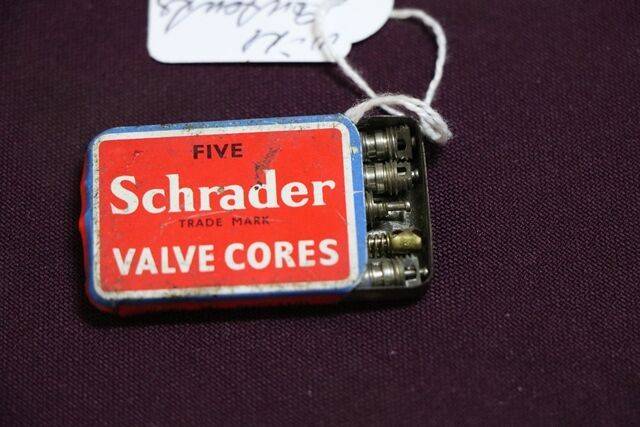 FIVE
Schrader
TRADE MARK
VALVE CORES